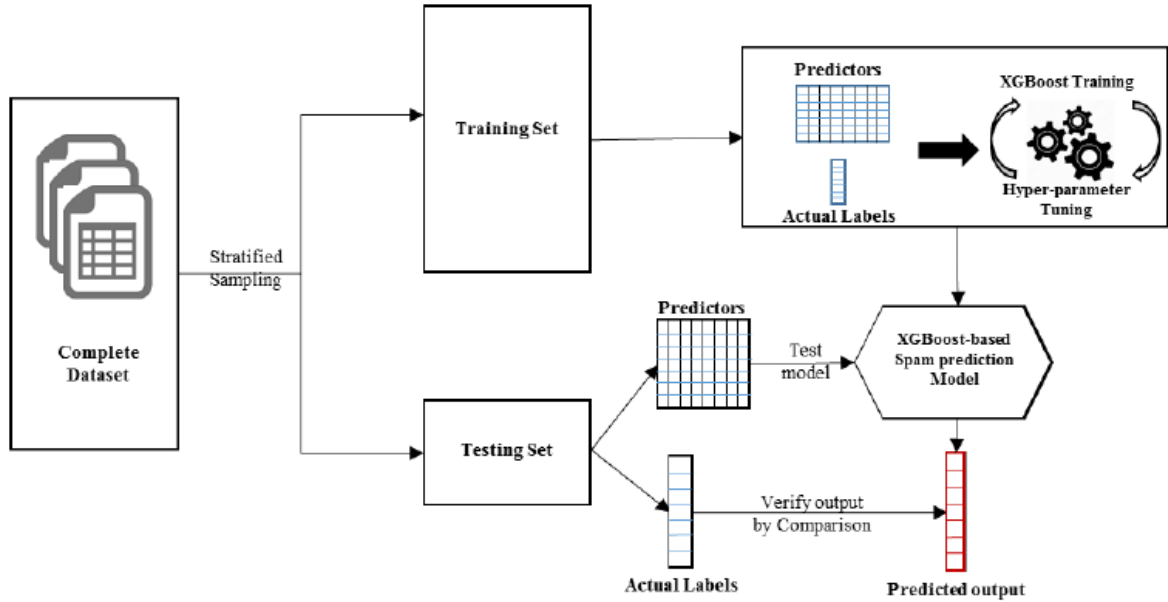 Complete
Dataset
Stratified
Sampling
Training Set
Predictors
Actual Labels
XGBoost Training
Hyper-parameter
Tuning
Testing Set
Predictors
Test
model
XGBoost-based
Spam prediction
Model
Actual Labels
Verify output
by Comparison
Predicted output